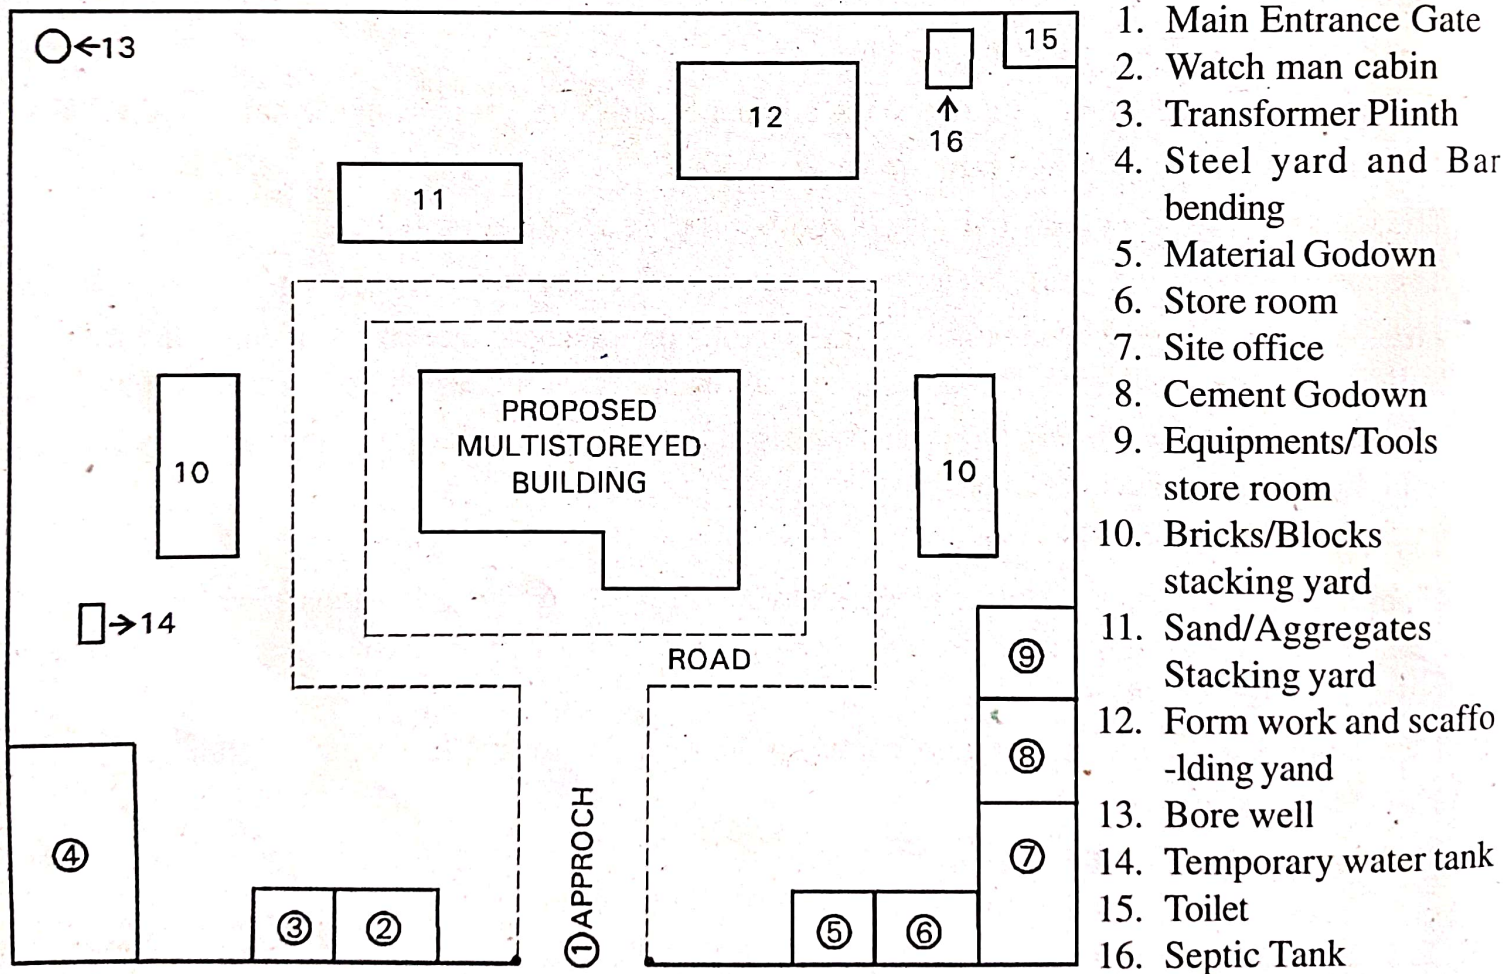 13
15
12
16
11
PROPOSED
MULTISTOREYED
BUILDING
10
10
14
ROAD
9
8
7
4
3
2
1 APPROCH
5
6
1. Main Entrance Gate
2. Watch man cabin
3. Transformer Plinth
4. Steel yard and Bar
bending
5. Material Godown
6. Store room
7. Site office
8. Cement Godown
9. Equipments/Tools
store room
10. Bricks/Blocks
stacking yard
11. Sand/Aggregates
Stacking yard
12. Form work and scaffo
-lding yand
13. Bore well
14. Temporary water tank
15. Toilet
16. Septic Tank